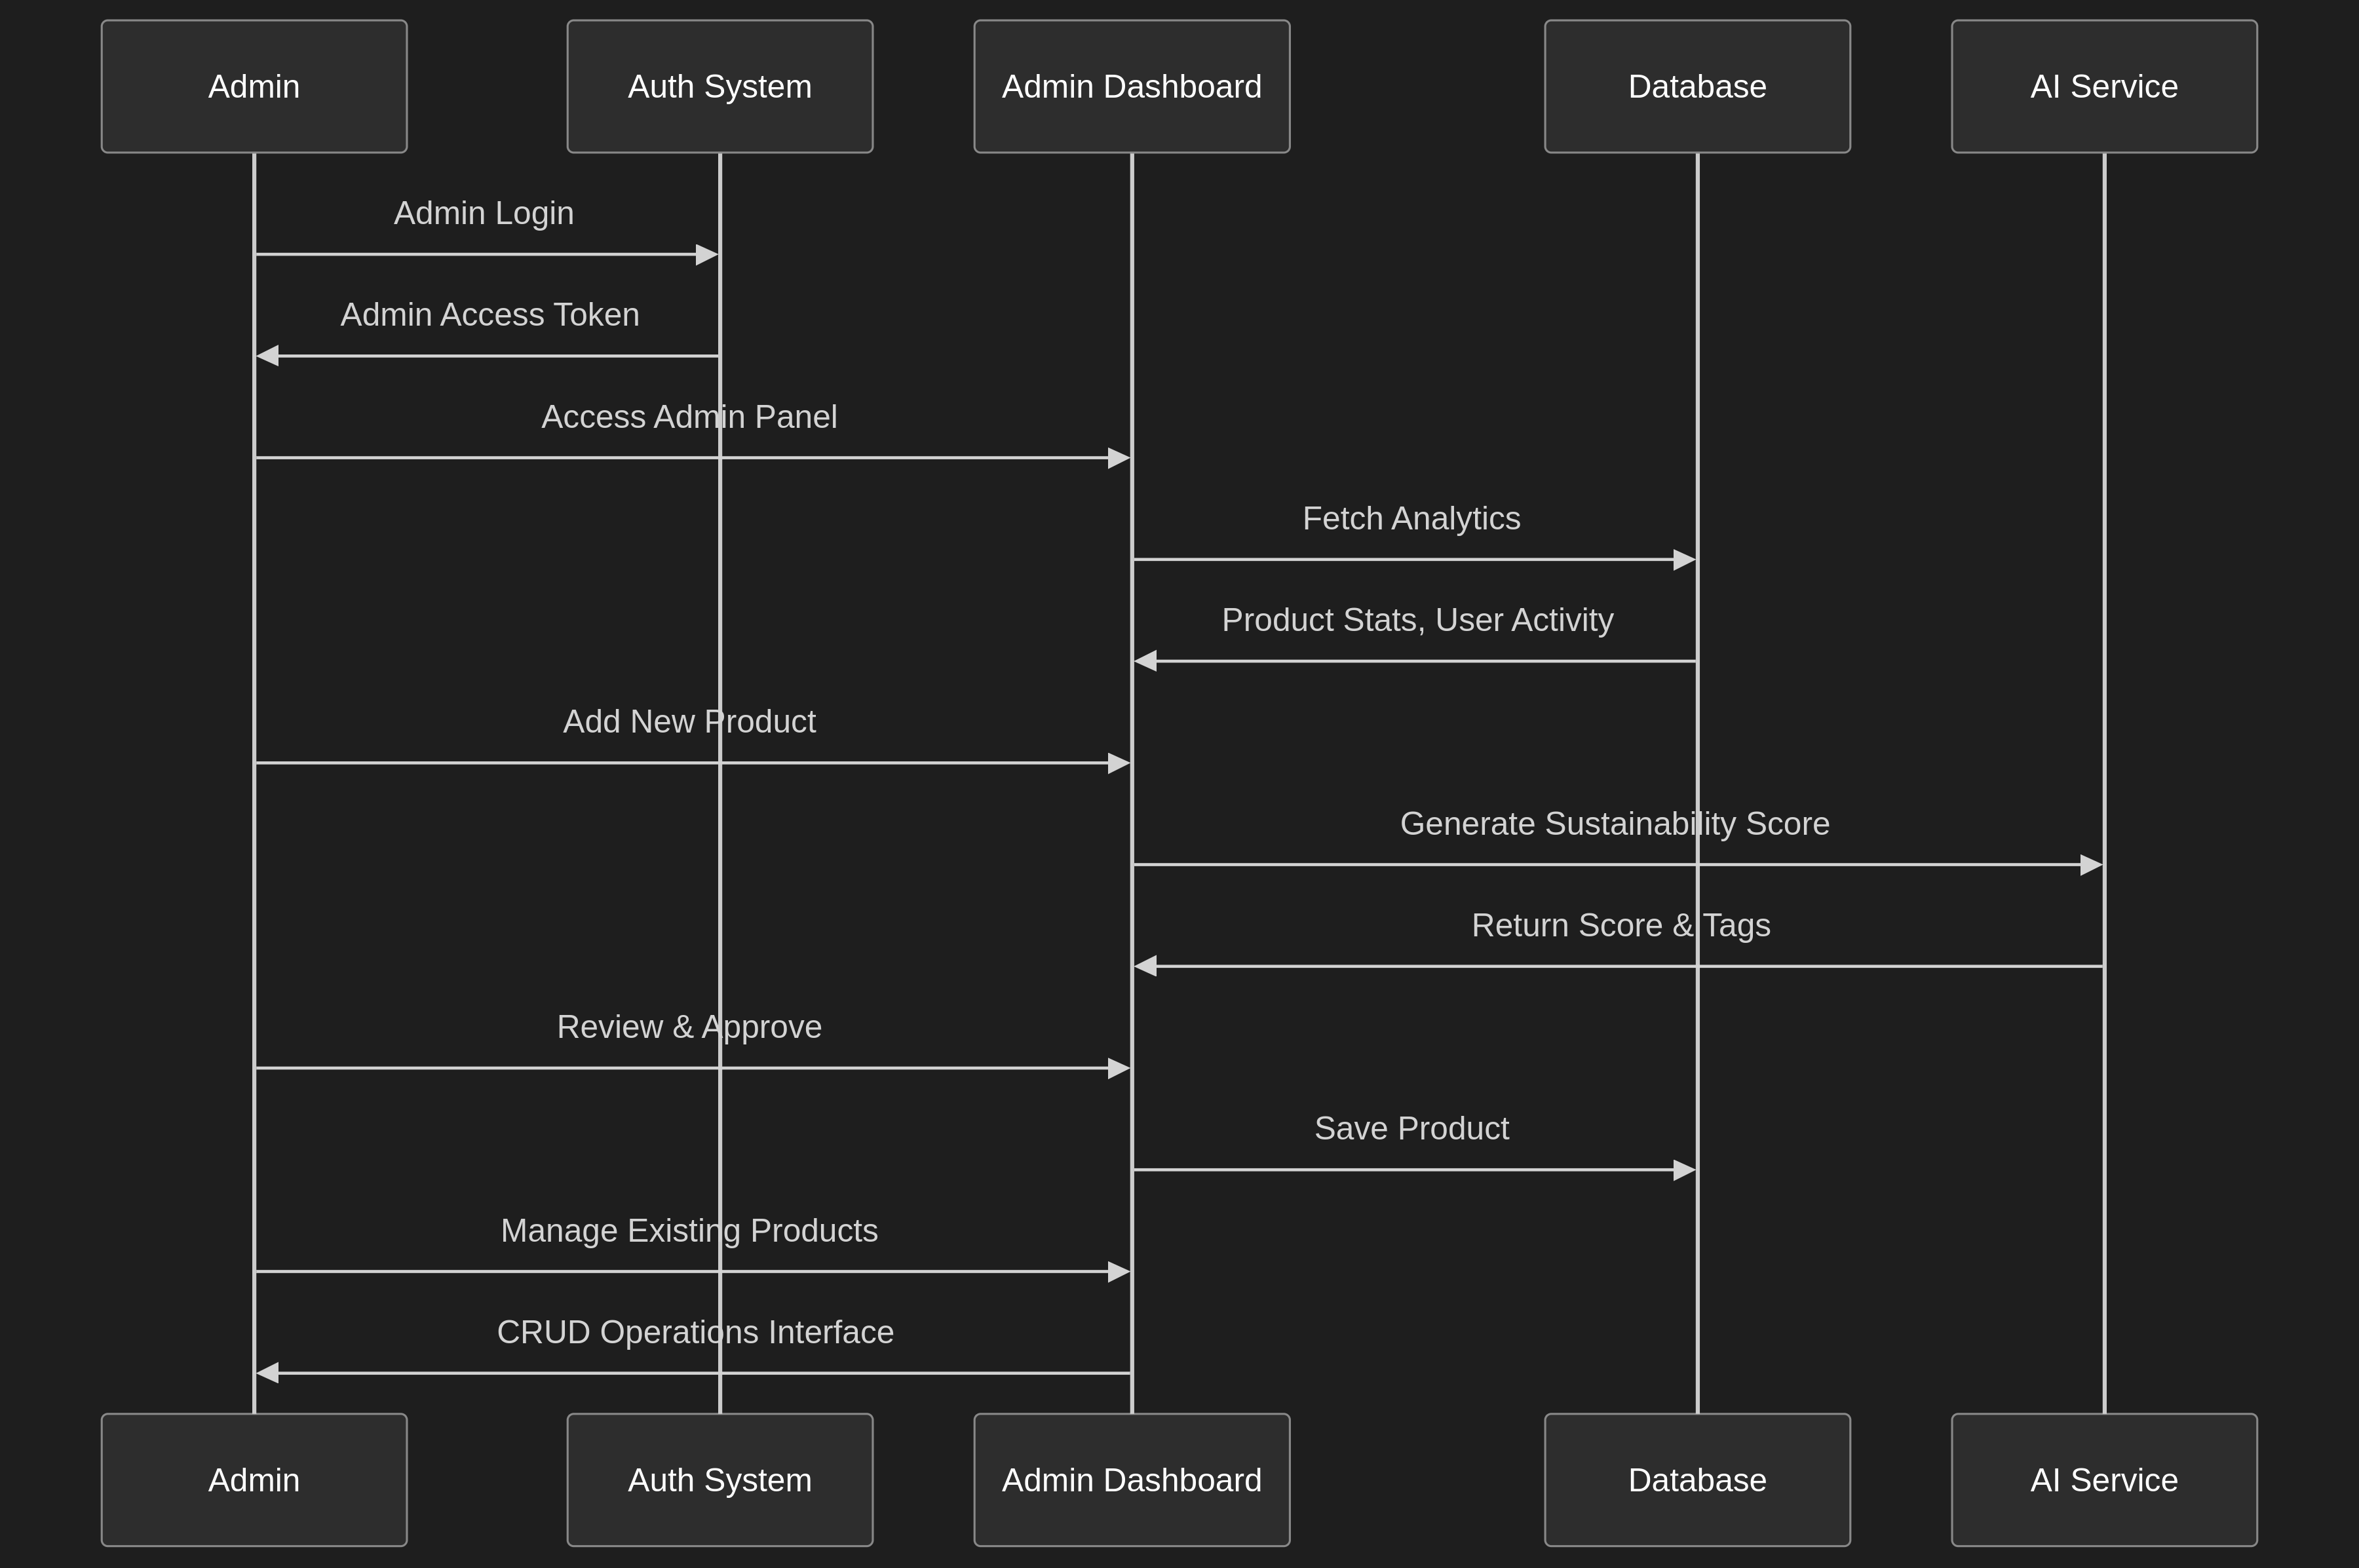 Admin
Auth System
Admin Dashboard
Database
AI Service
Admin Login
Admin Access Token
Access Admin Panel
Fetch Analytics
Product Stats, User Activity
Add New Product
Generate Sustainability Score
Return Score & Tags
Review & Approve
Save Product
Manage Existing Products
CRUD Operations Interface
Admin
Auth System
Admin Dashboard
Database
AI Service